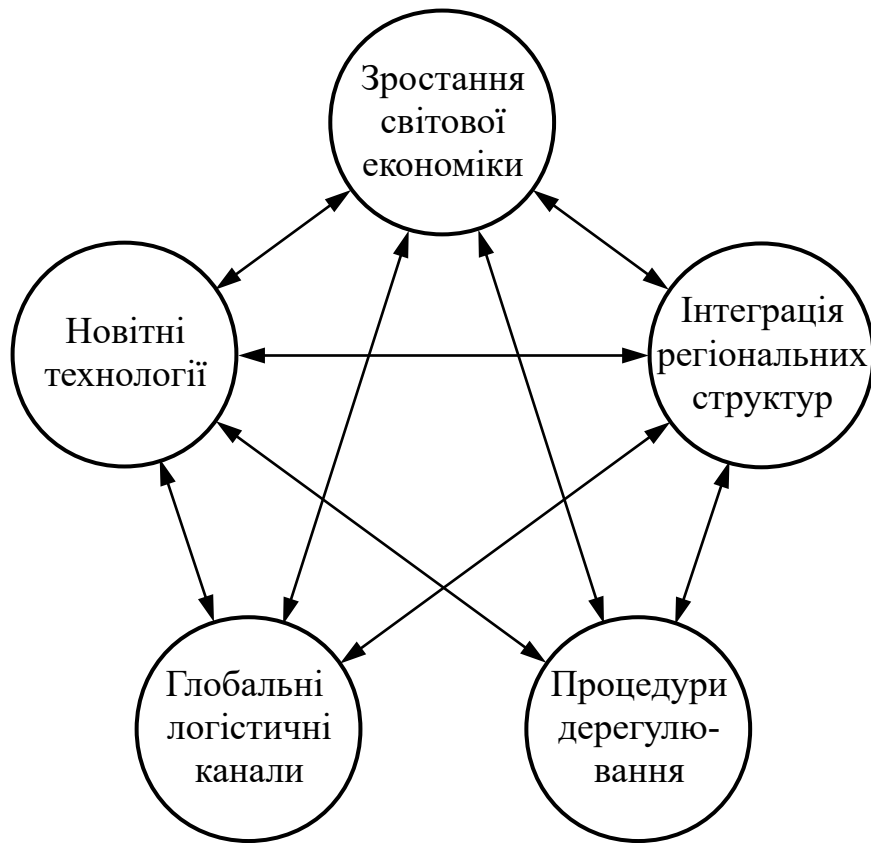 Зростання
світової
економіки
Новітні
технології
Інтеграція
регіональних
структур
Глобальні
логістичні
канали
Процедури
дерегулю-
вання